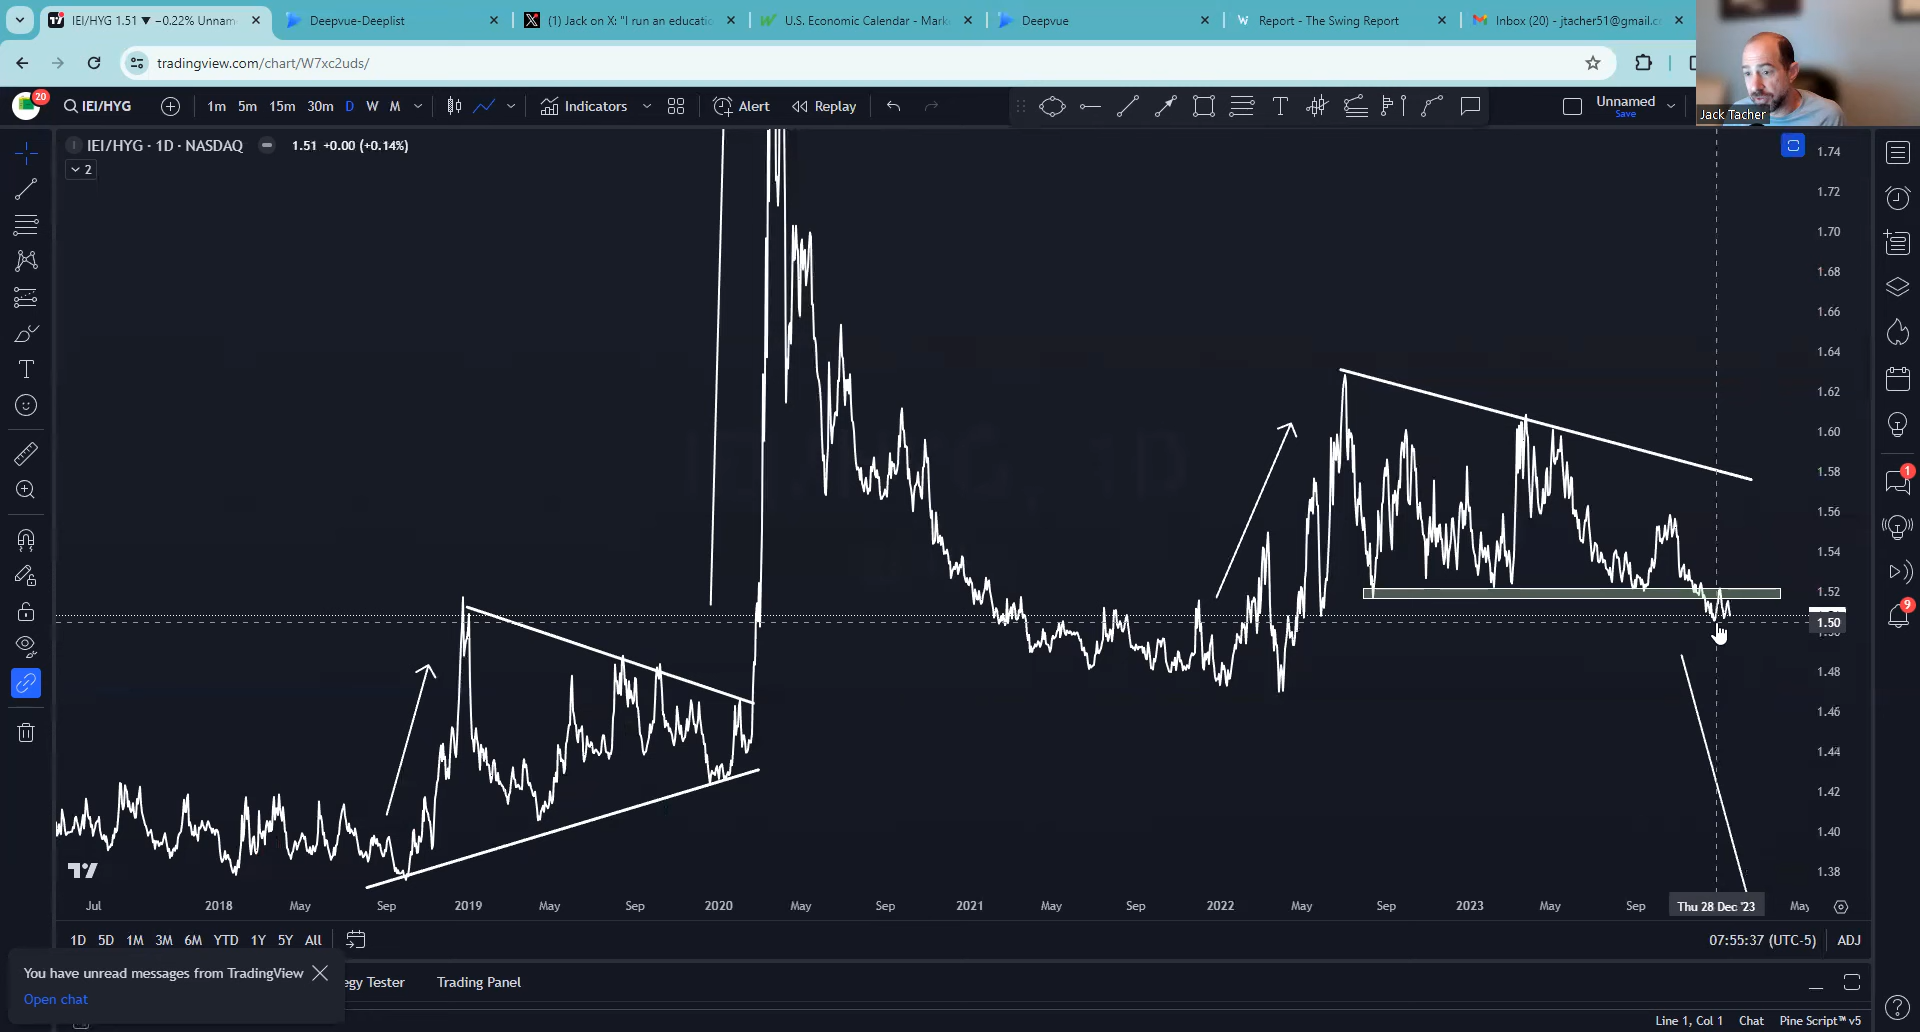 IEI/HYG 1.51 ▼ −0.22% Unnam
Deepvue-Deeplist
(1) Jack on X: "I run an educatio
U.S. Economic Calendar - Mark
Deepvue
Report - The Swing Report
Inbox (20) - jtacher51@gmail.c
tradingview.com/chart/W7xc2uds/
20
IEI/HYG
1m 5m 15m 30m D W M
Indicators
Alert
Replay
Unnamed
Save
Jack Tacher
IEI/HYG · 1D · NASDAQ
1.51 +0.00 (+0.14%)
2
1.74
1.72
1.70
1.68
1.66
1.64
1.62
1.60
1.58
1.56
1.54
1.52
1.50
1.48
1.46
1.44
1.42
1.40
1.38
1
9
Jul 2018 May Sep 2019 May Sep 2020 May Sep 2021 May Sep 2022 May Sep 2023 May Sep Thu 28 Dec '23 May
1D 5D 1M 3M 6M YTD 1Y 5Y All
07:55:37 (UTC-5) ADJ
You have unread messages from TradingView
Open chat
egy Tester
Trading Panel
Line 1, Col 1 Chat Pine Script™ v5